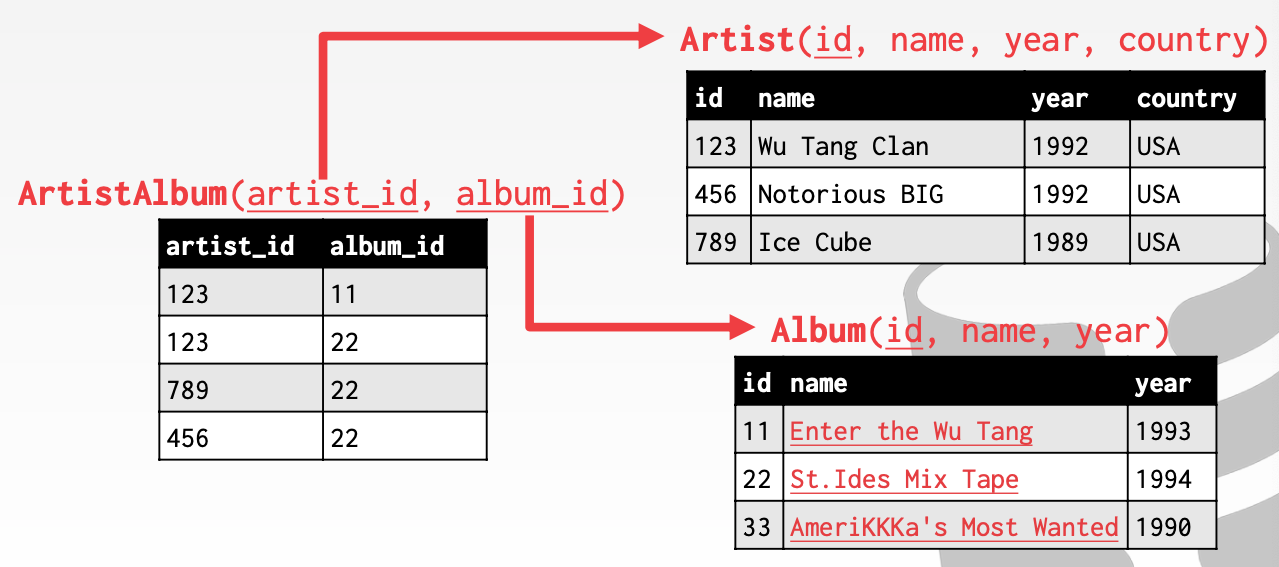 Artist(id, name, year, country)
id name year country
123 Wu Tang Clan 1992 USA
456 Notorious BIG 1992 USA
789 Ice Cube 1989 USA
ArtistAlbum(artist_id, album_id)
artist_id album_id
123 11
123 22
789 22
456 22
Album(id, name, year)
id name year
11 Enter the Wu Tang 1993
22 St.Ides Mix Tape 1994
33 AmeriKKKa's Most Wanted 1990